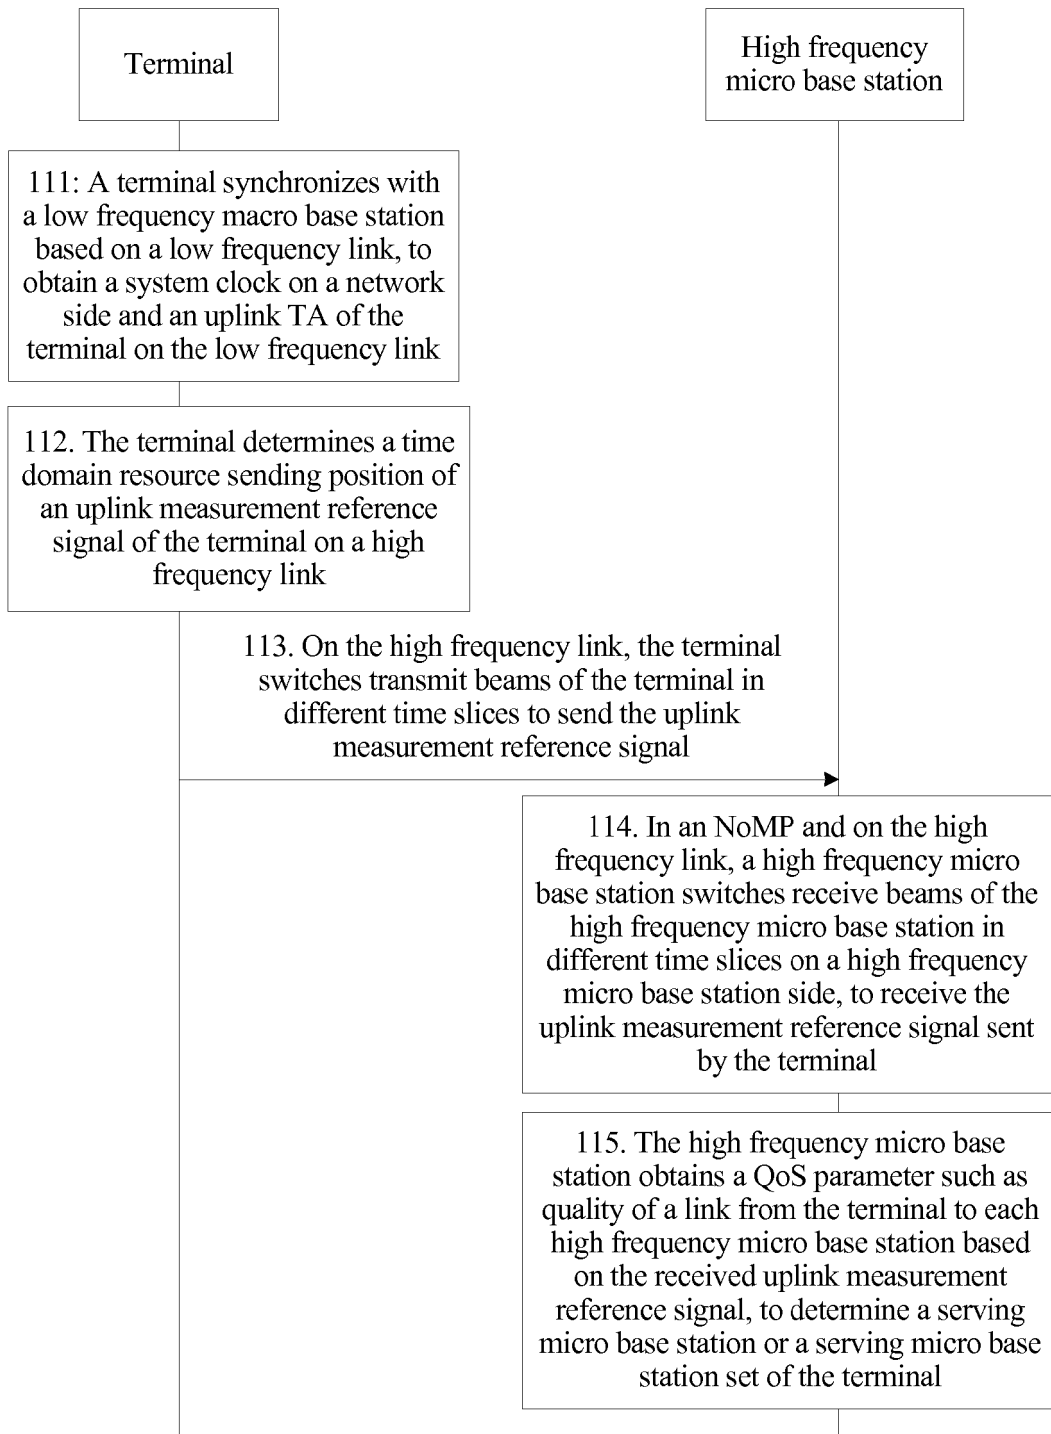 Terminal
High frequency
micro base station
111: A terminal synchronizes with
a low frequency macro base station
based on a low frequency link, to
obtain a system clock on a network
side and an uplink TA of the
terminal on the low frequency link
112. The terminal determines a time
domain resource sending position of
an uplink measurement reference
signal of the terminal on a high
frequency link
113. On the high frequency link, the terminal
switches transmit beams of the terminal in
different time slices to send the uplink
measurement reference signal
114. In an NoMP and on the high
frequency link, a high frequency micro
base station switches receive beams of the
high frequency micro base station in
different time slices on a high frequency
micro base station side, to receive the
uplink measurement reference signal sent
by the terminal
115. The high frequency micro base
station obtains a QoS parameter such as
quality of a link from the terminal to each
high frequency micro base station based
on the received uplink measurement
reference signal, to determine a serving
micro base station or a serving micro base
station set of the terminal